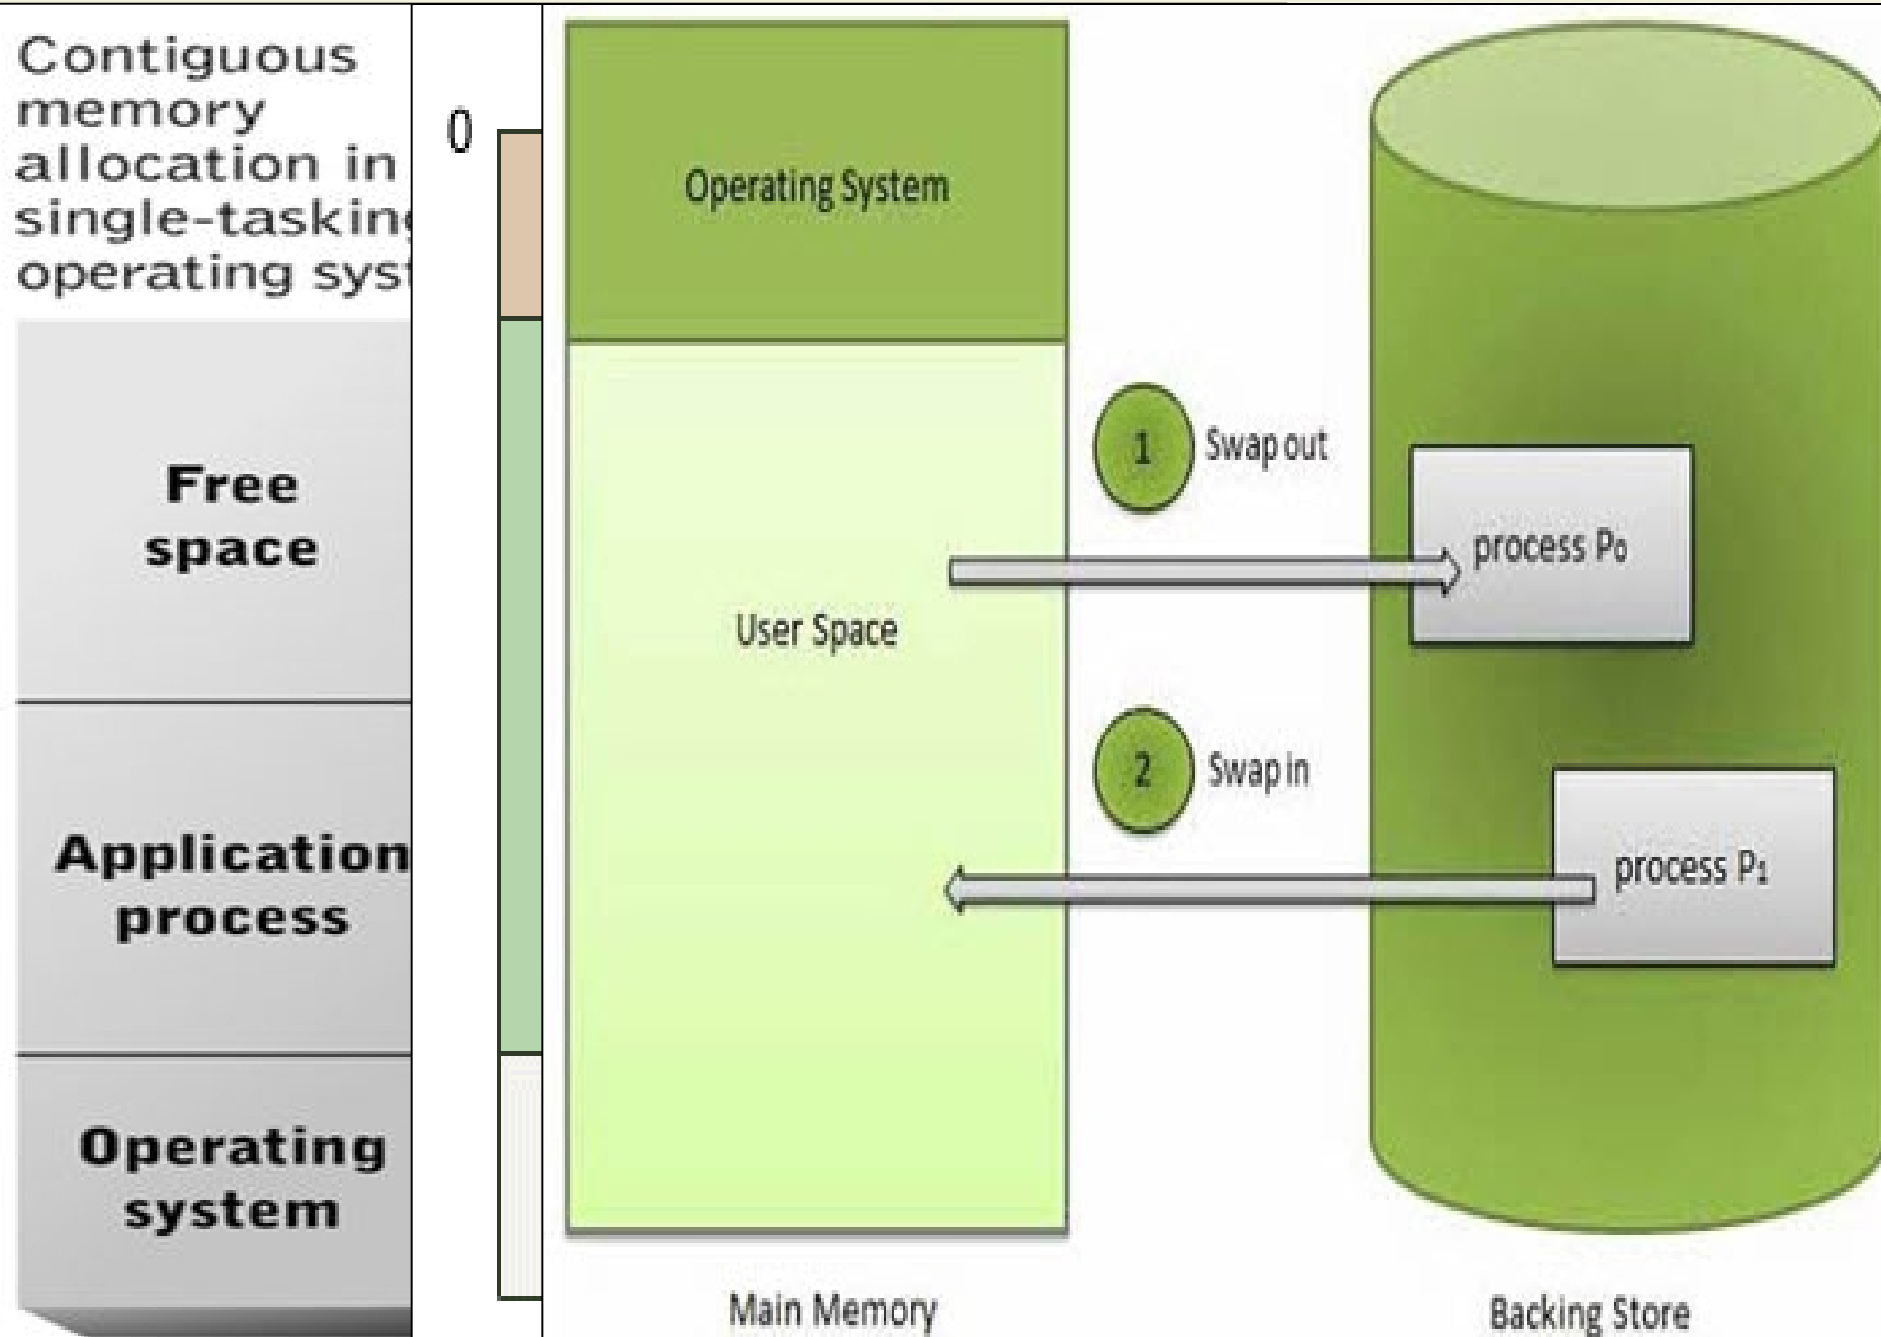 Contiguous
memory
allocation in
single-tasking
operating syst
Free
space
Application
process
Operating
system
0
Operating System
User Space
Main Memory
1 Swap out
2 Swap in
process P₀
process P₁
Backing Store